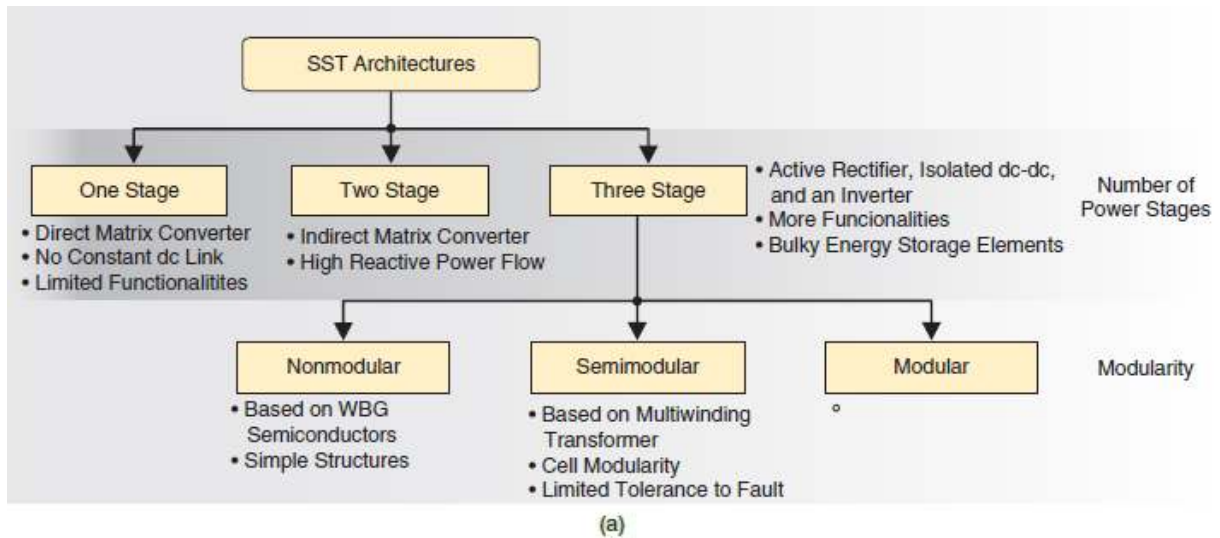 SST Architectures
One Stage
• Direct Matrix Converter
• No Constant dc Link
• Limited Functionalitites
Two Stage
• Indirect Matrix Converter
• High Reactive Power Flow
Three Stage
• Active Rectifier, Isolated dc-dc,
and an Inverter
• More Funcionalities
• Bulky Energy Storage Elements
Number of
Power Stages
Nonmodular
• Based on WBG
Semiconductors
• Simple Structures
Semimodular
• Based on Multiwinding
Transformer
• Cell Modularity
• Limited Tolerance to Fault
Modular
°
Modularity
(a)